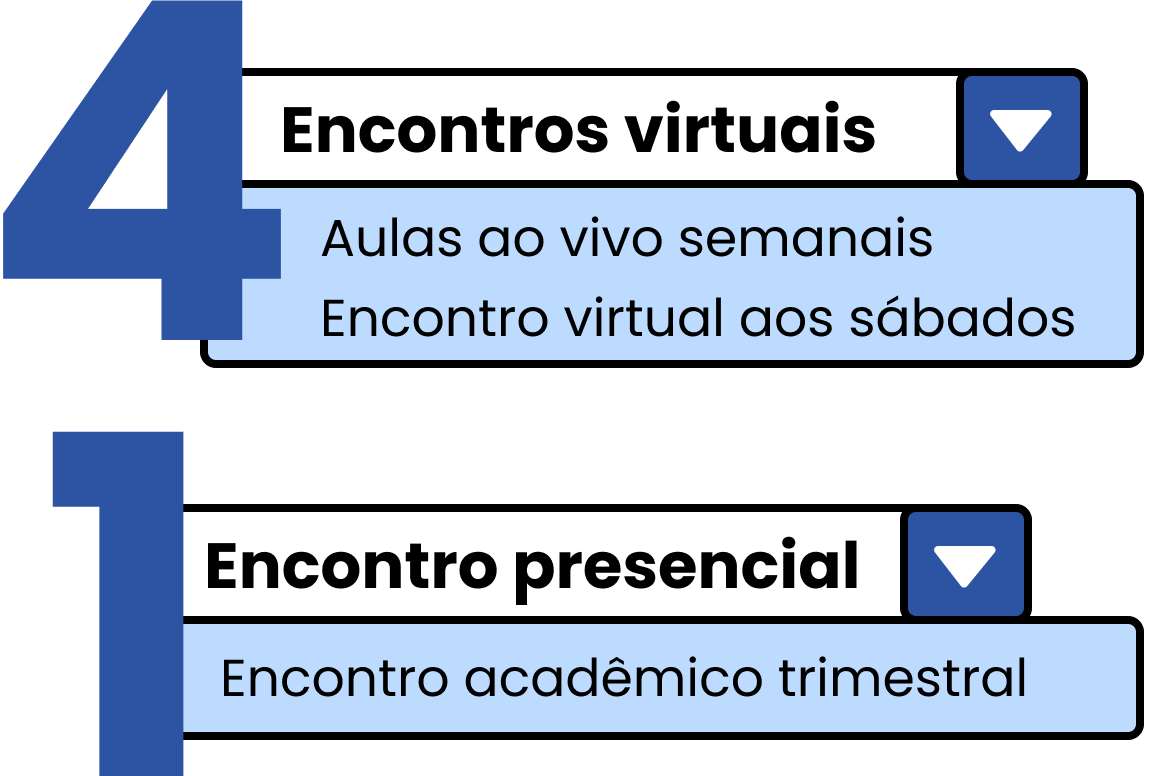 4
Encontros virtuais
Aulas ao vivo semanais
Encontro virtual aos sábados
1
Encontro presencial
Encontro acadêmico trimestral